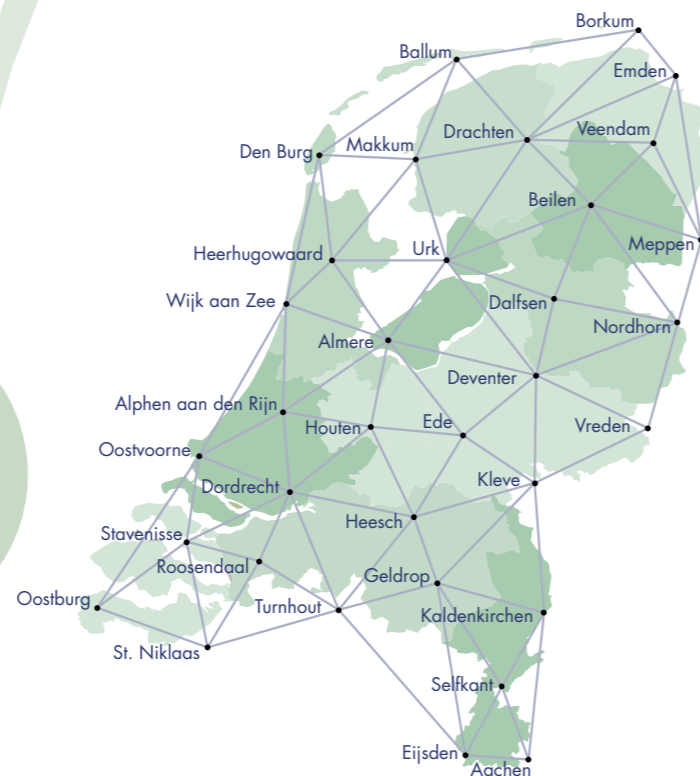 Borkum
Ballum
Emden
Drachten
Veendam
Den Burg
Makkum
Beilen
Meppen
Heerhugowaard
Urk
Wijk aan Zee
Dalfsen
Nordhorn
Almere
Deventer
Alphen aan den Rijn
Houten
Ede
Vreden
Oostvoorne
Dordrecht
Kleve
Heesch
Stavenisse
Roosendaal
Geldrop
Oostburg
Turnhout
Kaldenkirchen
St. Niklaas
Selfkant
Eijsden
Aachen